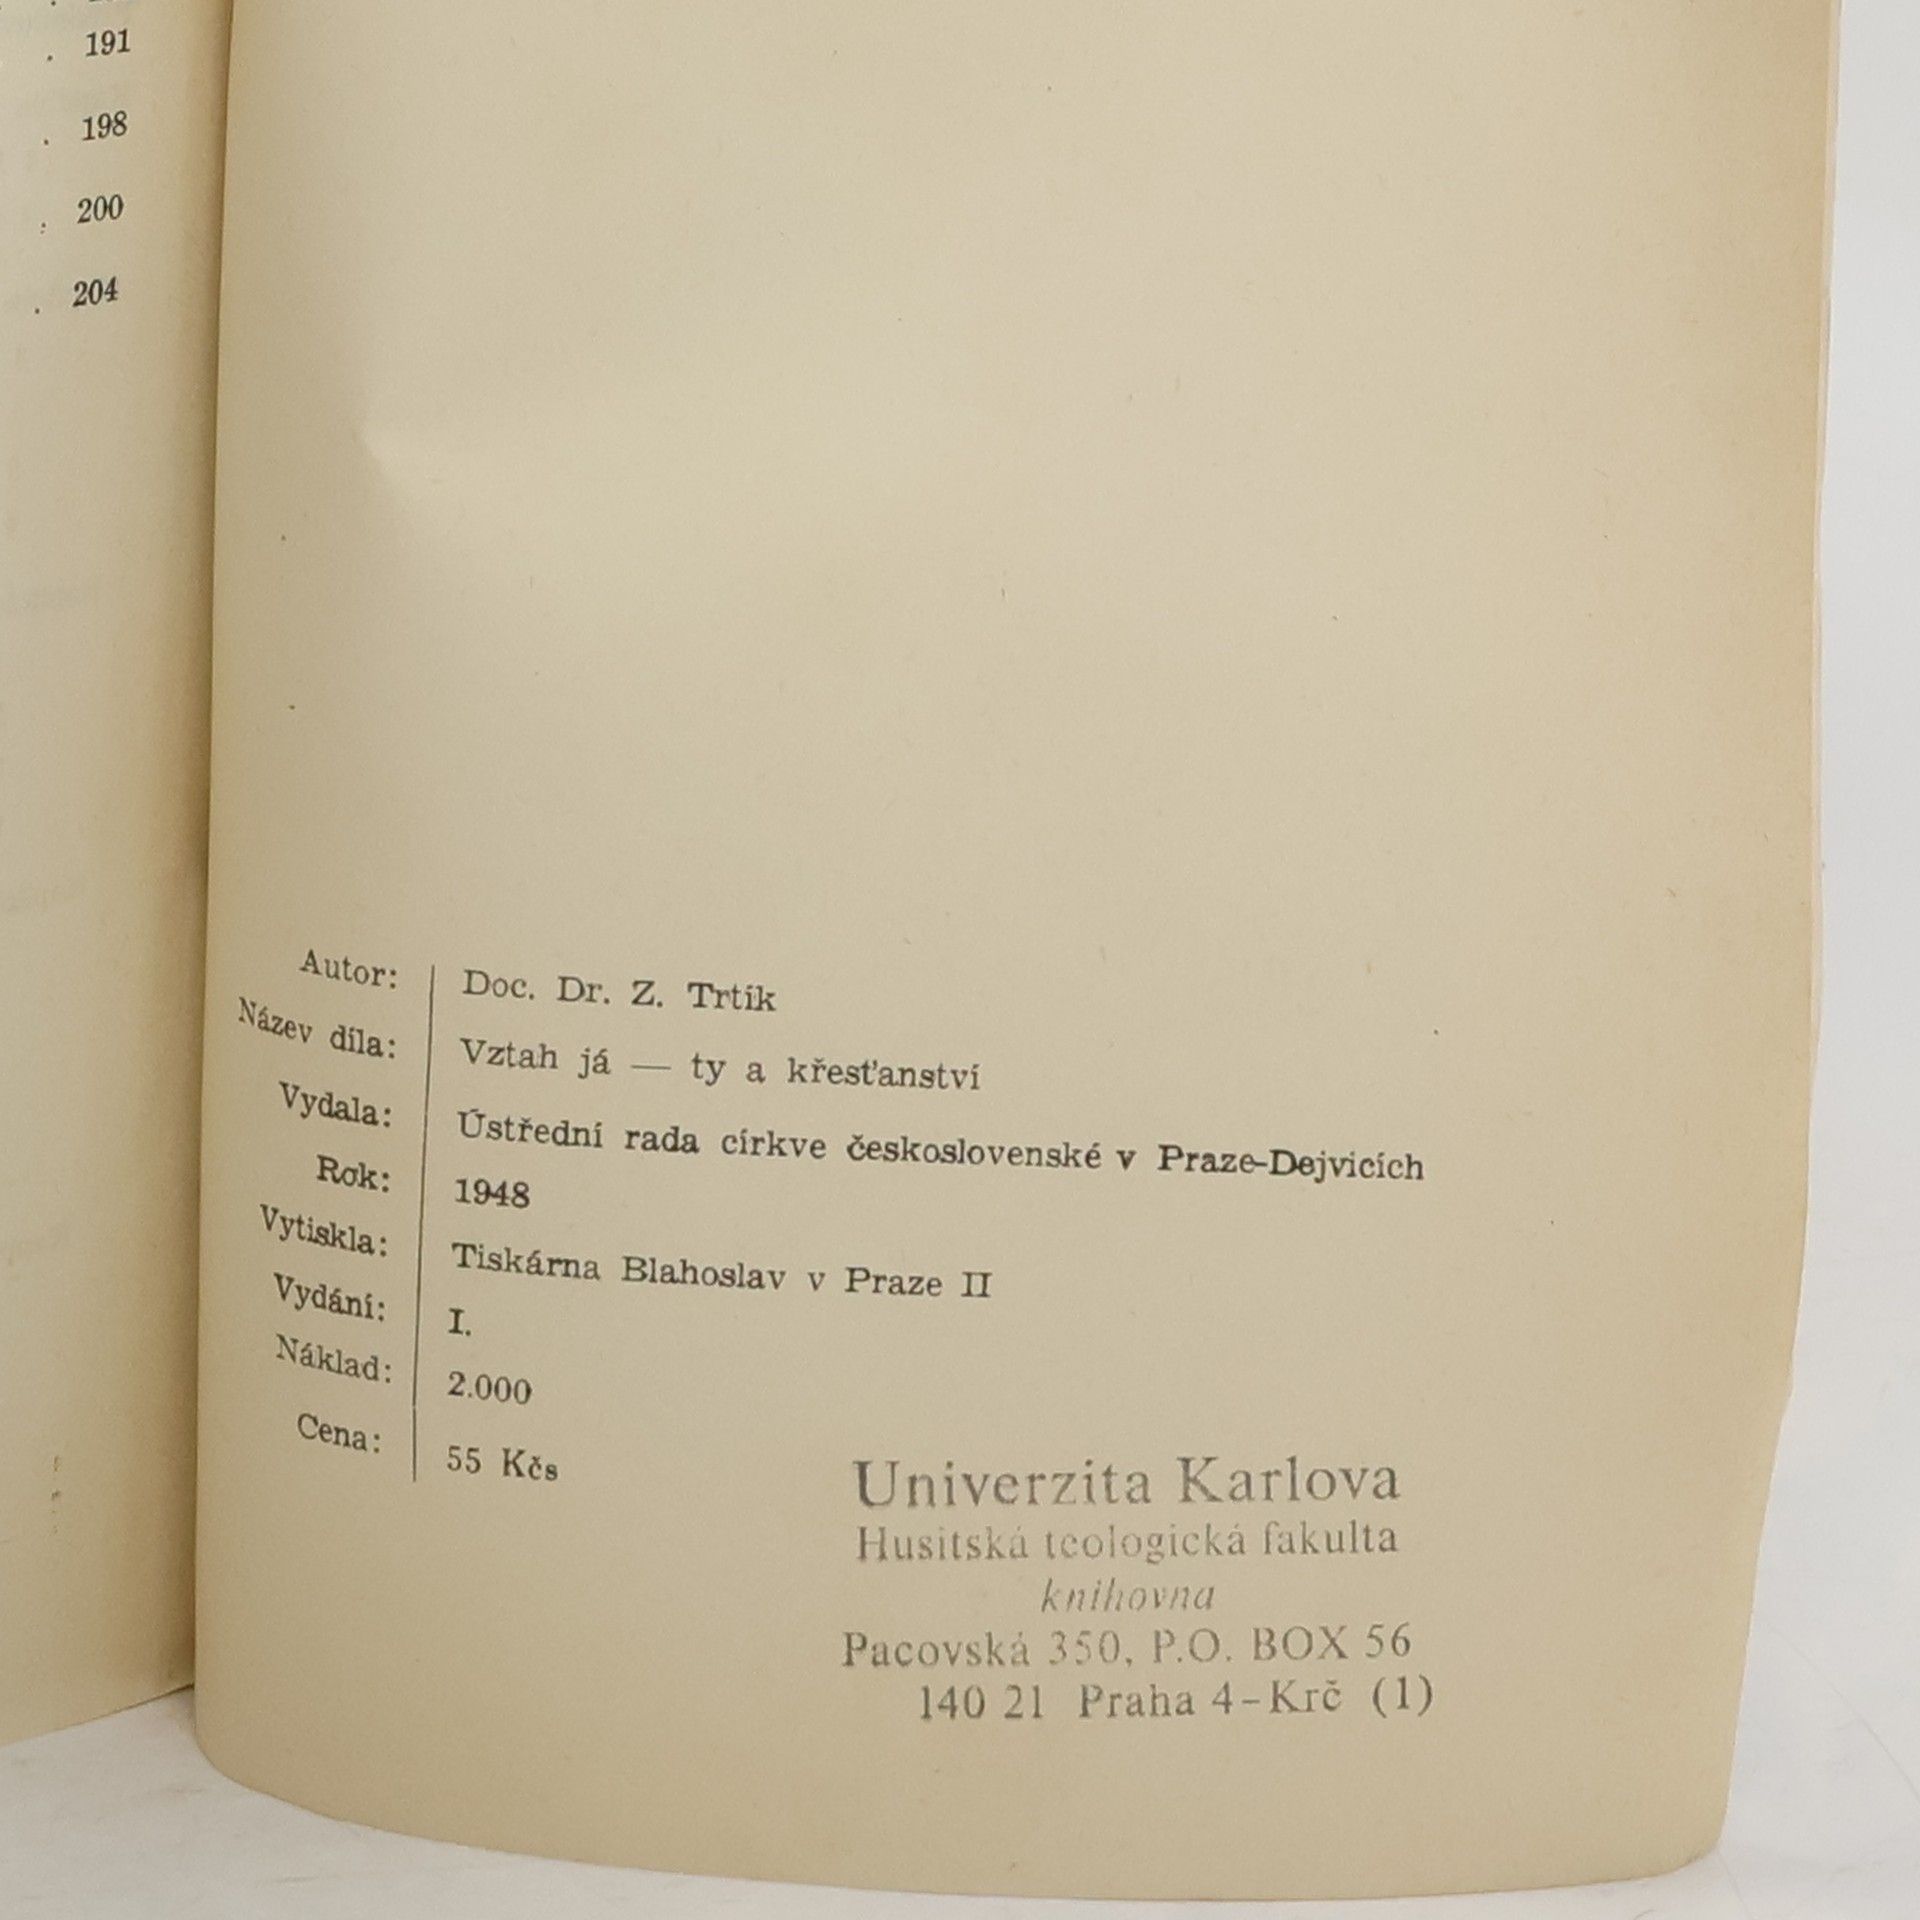 . 191
. 198
. 200
. 204
Autor: Doc. Dr. Z. Trtík
Název díla: Vztah já — ty a křesťanství
Vydala: Ústřední rada církve československé v Praze-Dejvicích
Rok: 1948
Vytiskla: Tiskárna Blahoslav v Praze II
Vydání: I.
Náklad: 2.000
Cena: 55 Kčs
Univerzita Karlova
Husitská teologická fakulta
knihovna
Pacovská 350, P.O. BOX 56
140 21 Praha 4-Krč (1)